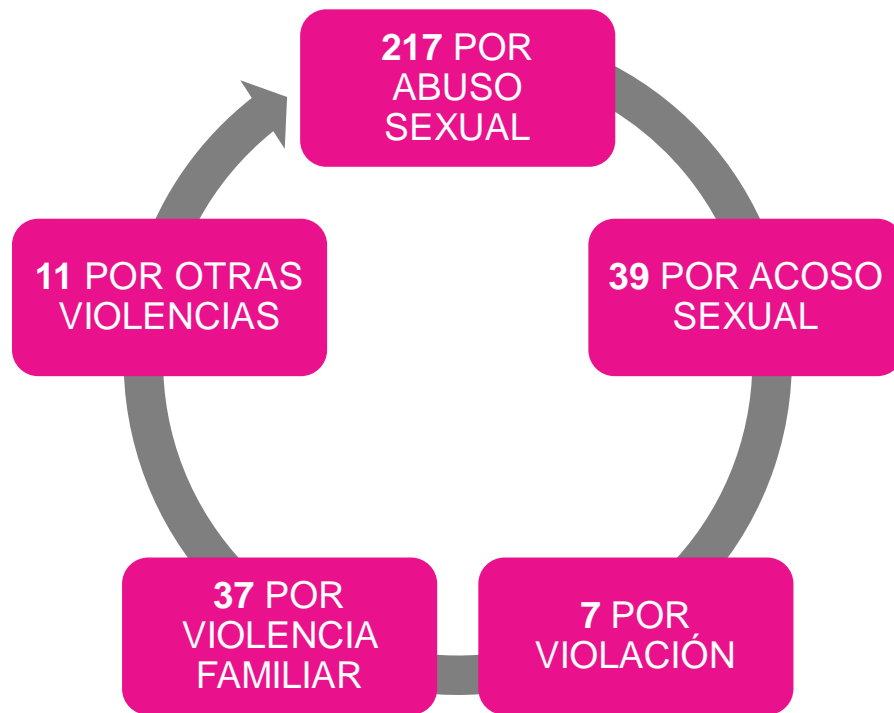 217 POR
ABUSO
SEXUAL
39 POR ACOSO
SEXUAL
7 POR
VIOLACIÓN
37 POR
VIOLENCIA
FAMILIAR
11 POR OTRAS
VIOLENCIAS